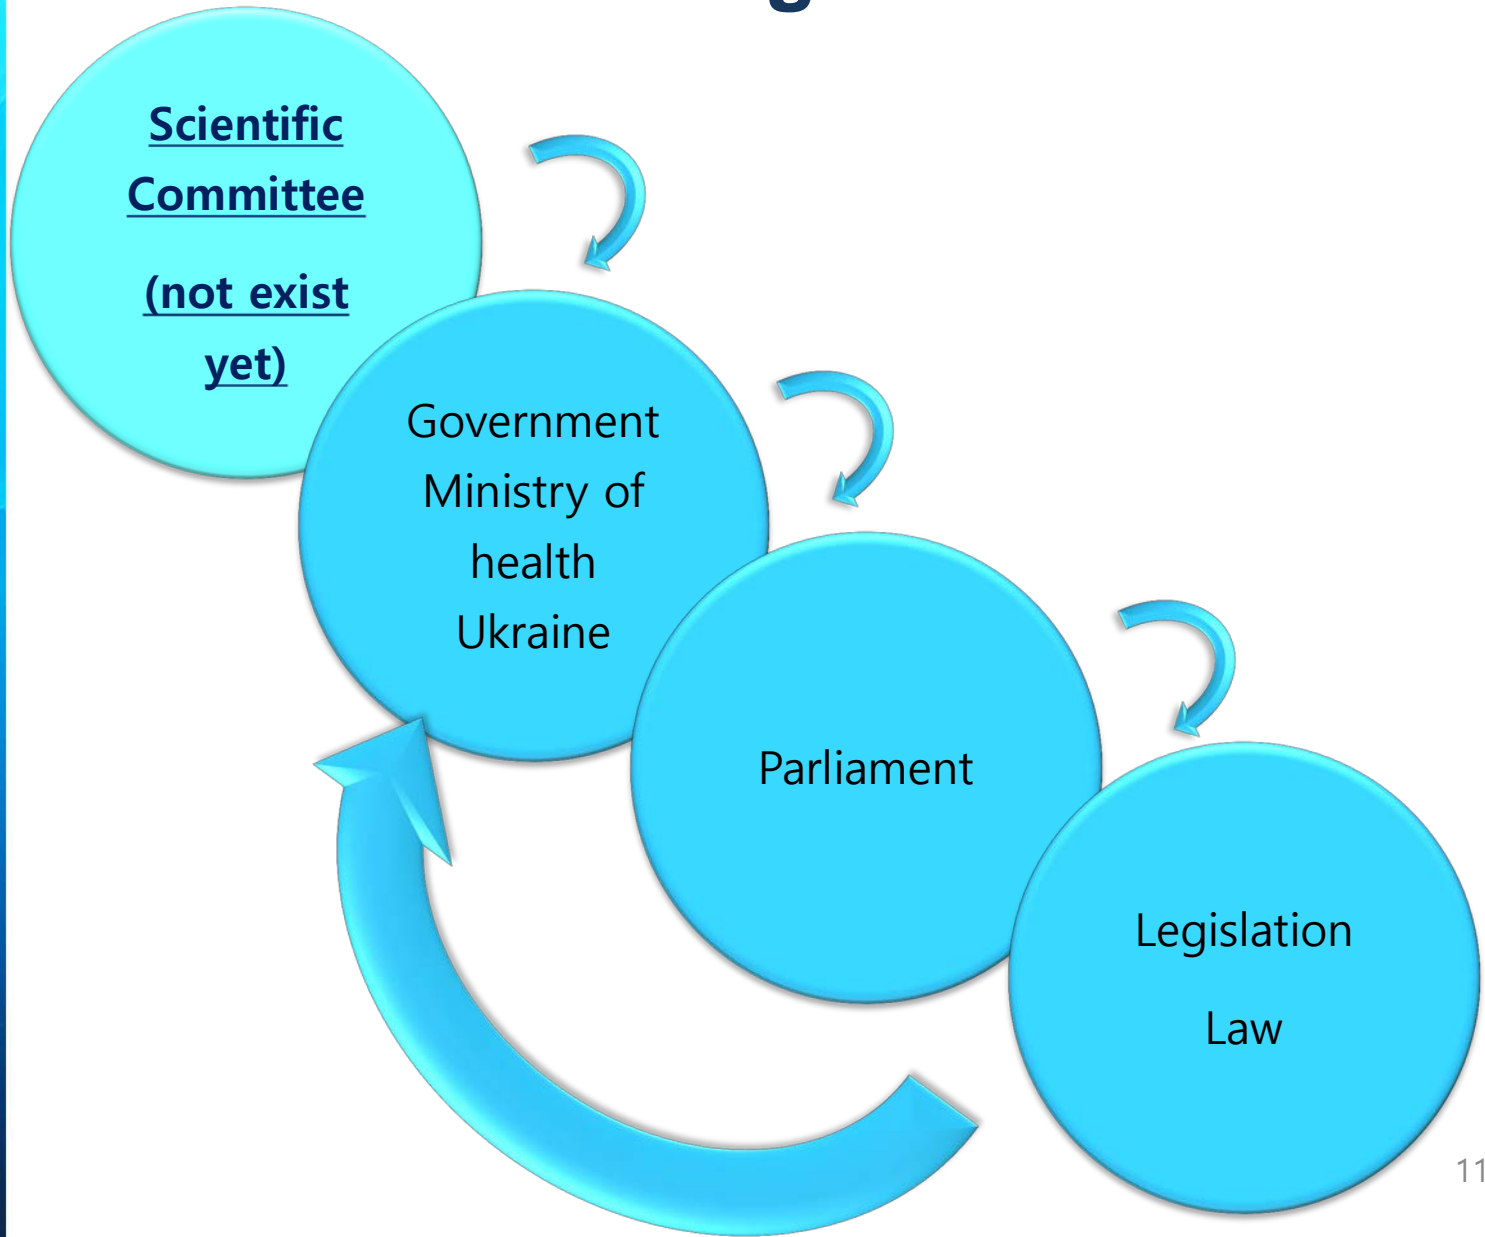 Scientific
Committee
(not exist
yet)
Government
Ministry of
health
Ukraine
Parliament
Legislation
Law
11